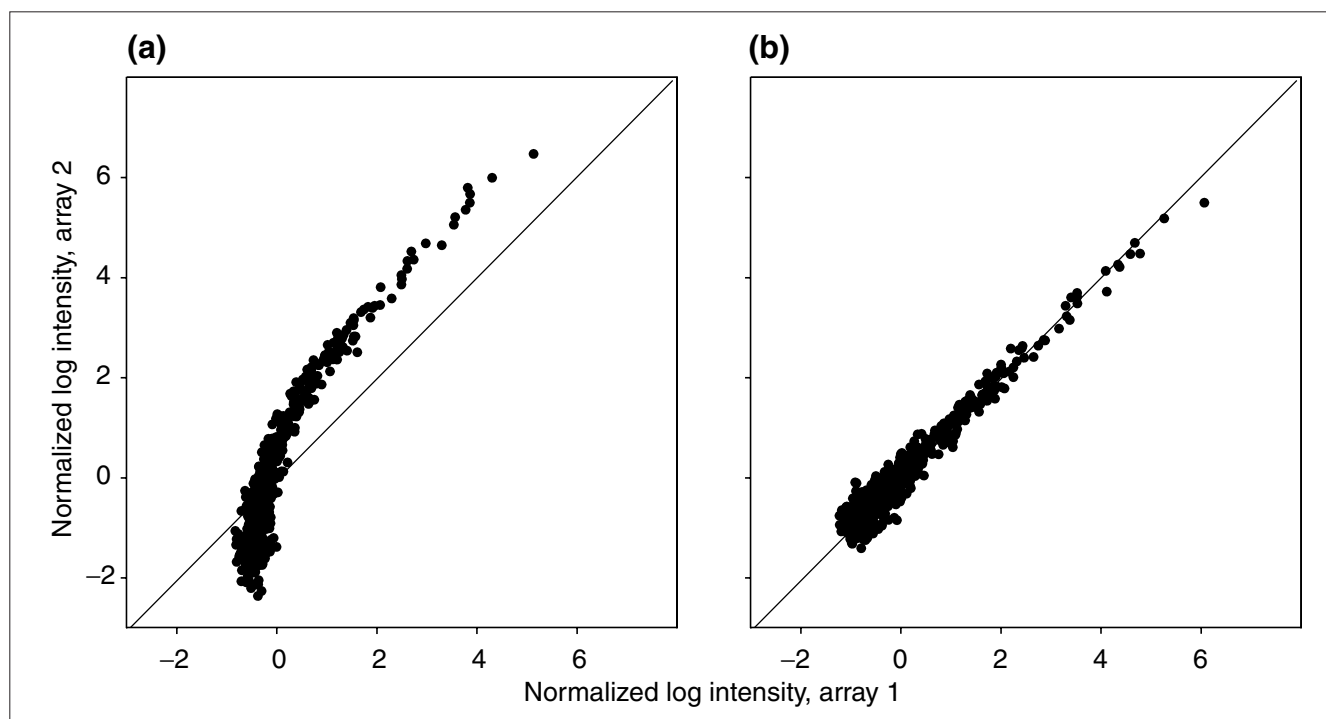 (a)
(b)
Normalized log intensity, array 2
6
4
2
0
−2
−2 0 2 4 6
−2 0 2 4 6
Normalized log intensity, array 1